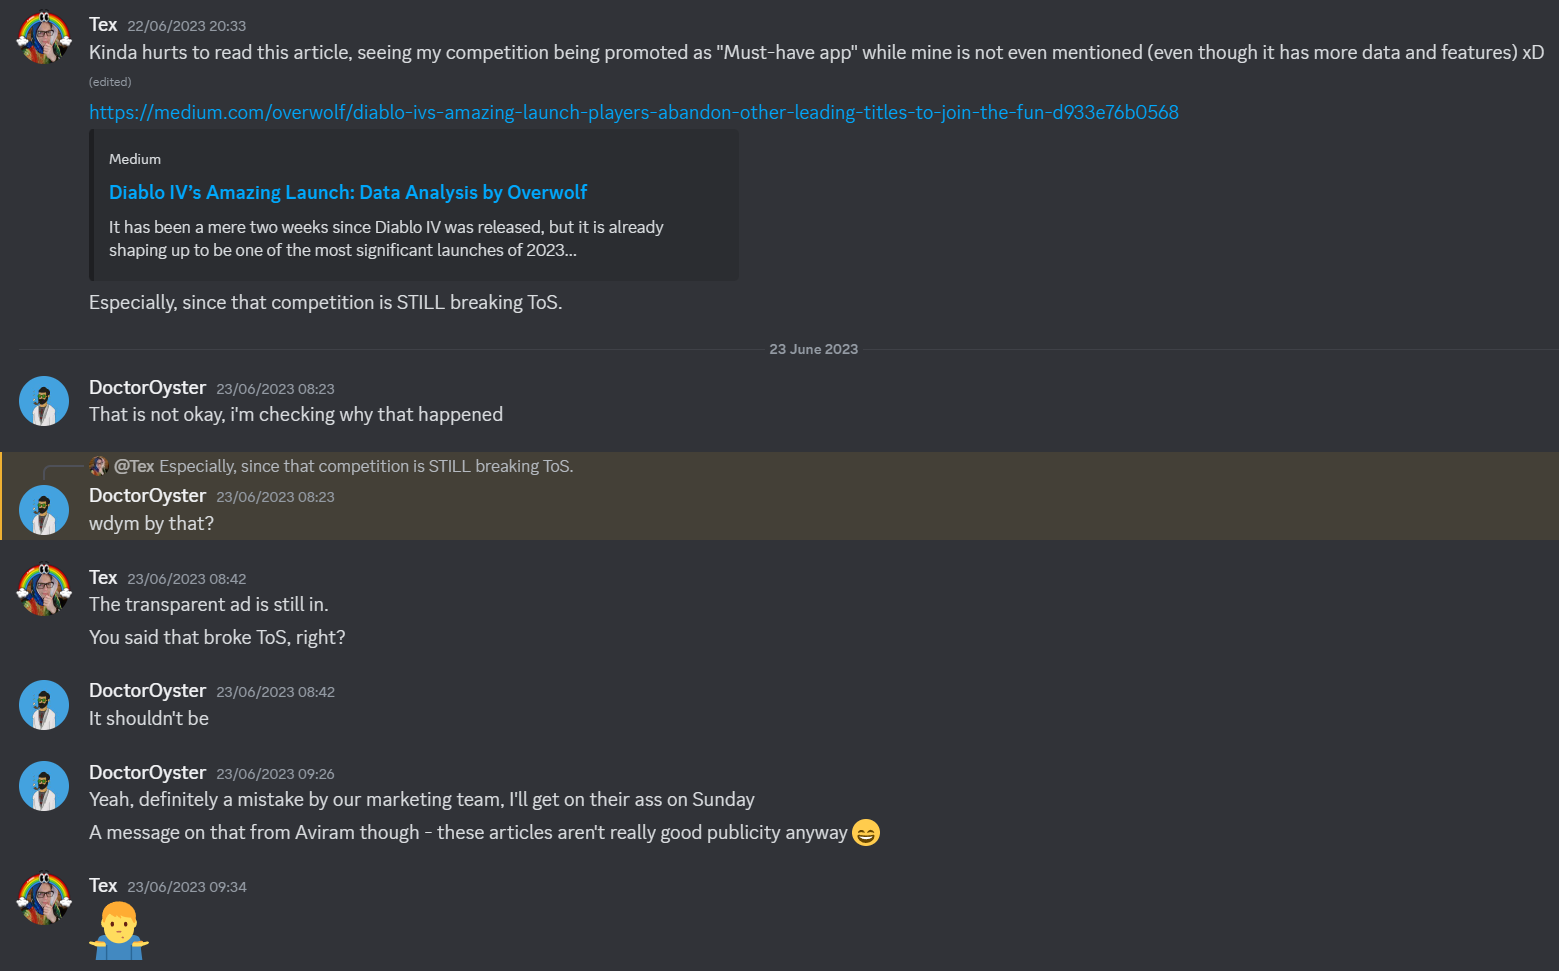 Tex 22/06/2023 20:33
Kinda hurts to read this article, seeing my competition being promoted as "Must-have app" while mine is not even mentioned (even though it has more data and features) xD
(edited)
https://medium.com/overwolf/diablo-ivs-amazing-launch-players-abandon-other-leading-titles-to-join-the-fun-d933e76b0568
Medium
Diablo IV’s Amazing Launch: Data Analysis by Overwolf
It has been a mere two weeks since Diablo IV was released, but it is already
shaping up to be one of the most significant launches of 2023...
Especially, since that competition is STILL breaking ToS.
23 June 2023
DoctorOyster 23/06/2023 08:23
That is not okay, i'm checking why that happened
@Tex Especially, since that competition is STILL breaking ToS.
DoctorOyster 23/06/2023 08:23
wdym by that?
Tex 23/06/2023 08:42
The transparent ad is still in.
You said that broke ToS, right?
DoctorOyster 23/06/2023 08:42
It shouldn't be
DoctorOyster 23/06/2023 09:26
Yeah, definitely a mistake by our marketing team, I'll get on their ass on Sunday
A message on that from Aviram though - these articles aren't really good publicity anyway 😄
Tex 23/06/2023 09:34